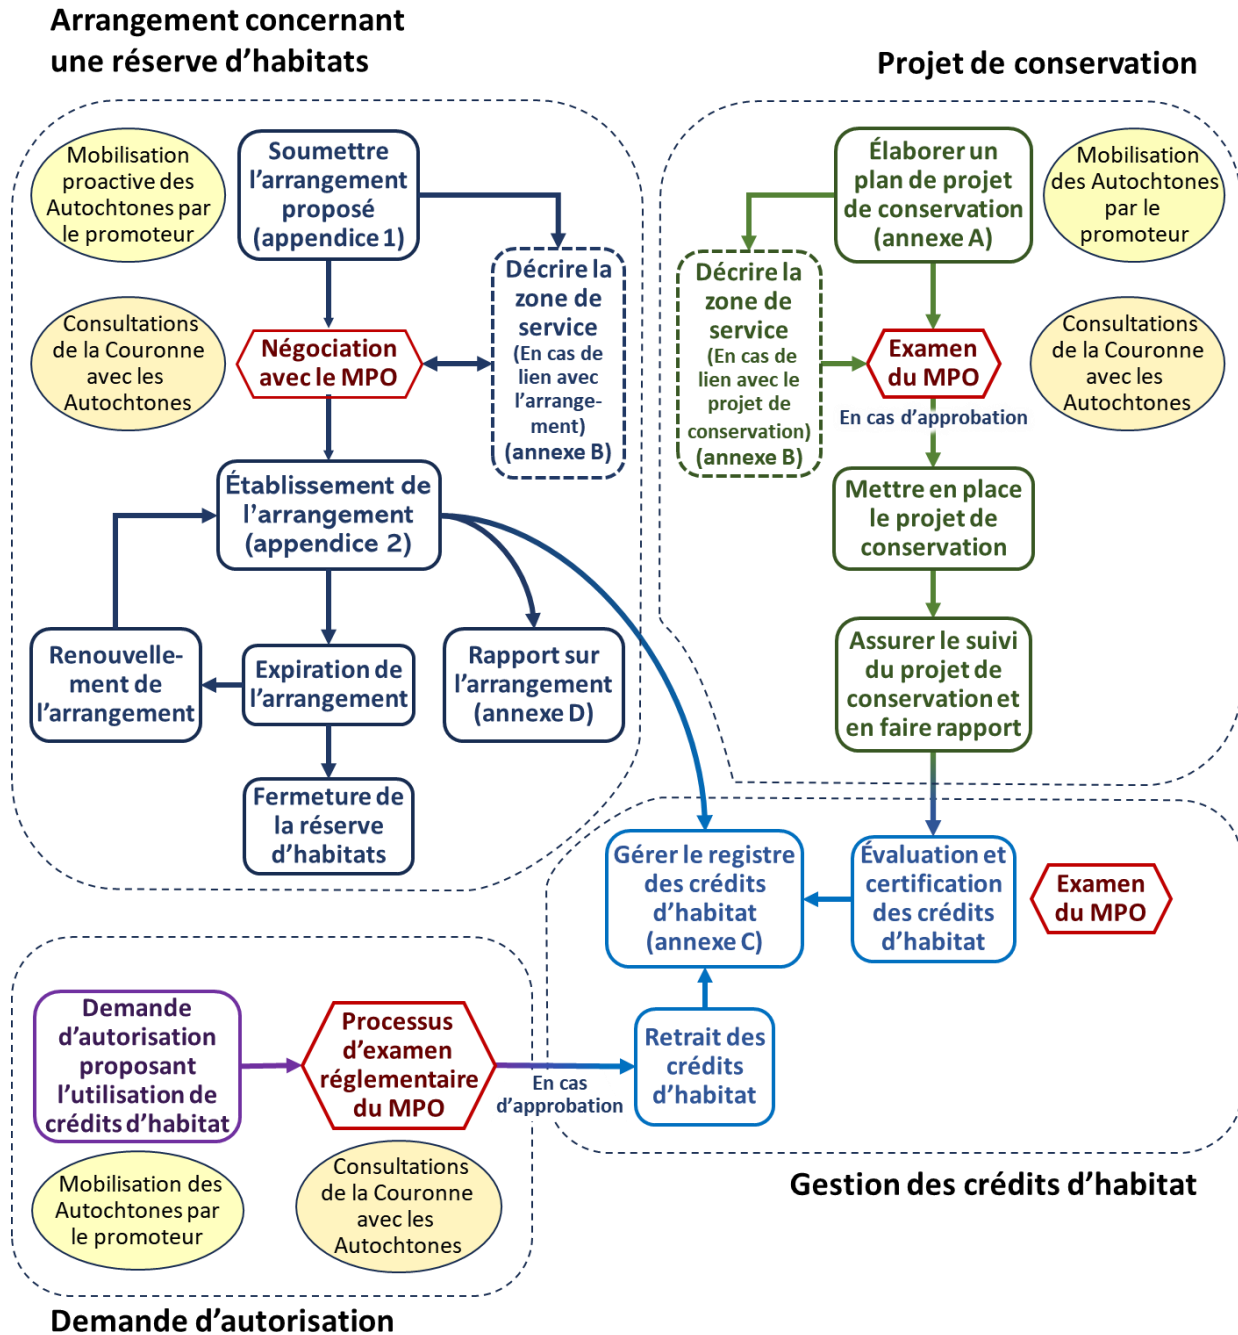 Arrangement concernant
une réserve d’habitats
Mobilisation
proactive des
Autochtones par
le promoteur
Soumettre
l’arrangement
proposé
(appendice 1)
Consultations
de la Couronne
avec les
Autochtones
Négociation
avec le MPO
Décrire la
zone de
service
(En cas de
lien avec
l’arrange-
ment)
(annexe B)
Établissement de
l’arrangement
(appendice 2)
Renouvelle-
ment de
l’arrangement
Expiration de
l’arrangement
Rapport sur
l’arrangement
(annexe D)
Fermeture de
la réserve
d’habitats
Projet de conservation
Élaborer un
plan de projet
de conservation
(annexe A)
Mobilisation
des Autochtones
par le
promoteur
Décrire la
zone de
service
(En cas de
lien avec le
projet de
conservation)
(annexe B)
Examen
du MPO
Consultations
de la Couronne
avec les
Autochtones
En cas d’approbation
Mettre en place
le projet de
conservation
Assurer le suivi
du projet de
conservation et
en faire rapport
Gérer le registre
des crédits
d’habitat
(annexe C)
Évaluation et
certification
des crédits
d’habitat
Examen
du MPO
Retrait des
crédits
d’habitat
Gestion des crédits d’habitat
Demande
d’autorisation
proposant
l’utilisation de
crédits d’habitat
Processus
d’examen
réglementaire
du MPO
En cas
d’approbation
Mobilisation des
Autochtones par
le promoteur
Consultations
de la Couronne
avec les
Autochtones
Demande d’autorisation